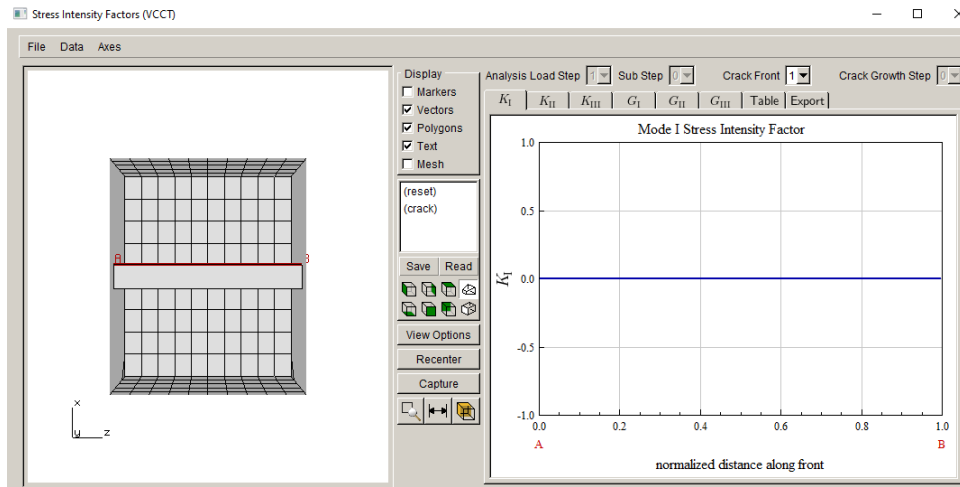 Stress Intensity Factors (VCCT)
File Data Axes
Display
Markers
Vectors
Polygons
Text
Mesh
(reset)
(crack)
Save Read
View Options
Recenter
Capture
Analysis Load Step 1 Sub Step 0 Crack Front 1 Crack Growth Step 0
KI KII KIII GI GII GIII Table Export
Mode I Stress Intensity Factor
1.0
0.5
0.0
-0.5
-1.0
KI
0.0 0.2 0.4 0.6 0.8 1.0
A B
normalized distance along front
A B
x
y z